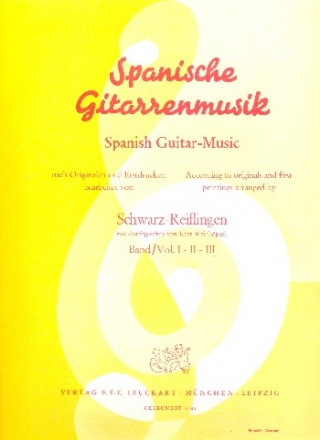 Spanische
Gitarrenmusik
Spanish Guitar-Music
nach Originalen und Erstdrucken According to originals and first
bearbeitet von printings arranged by
Schwarz-Reiflingen
Band/Vol. I - II - III
VERLAG F.E.C. LEUCKART - MÜNCHEN - LEIPZIG
GEGRÜNDET